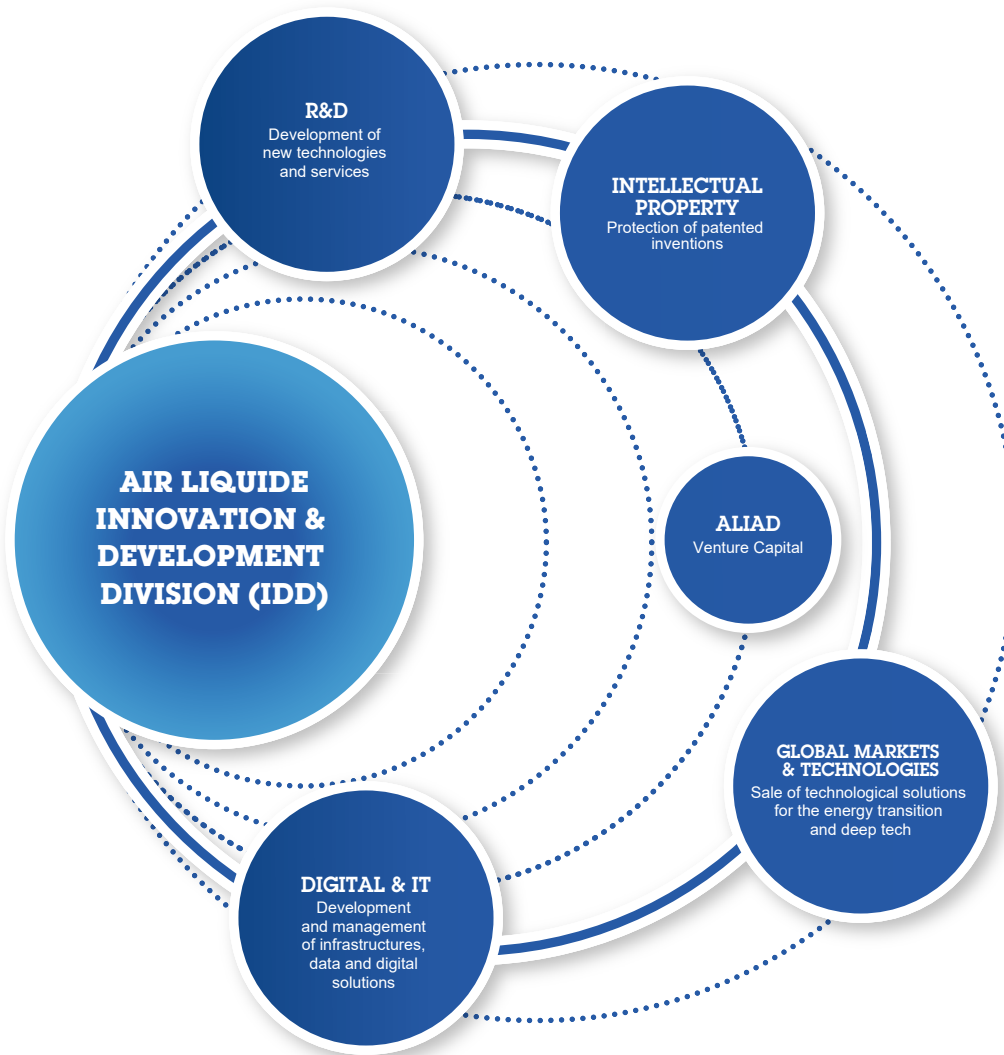 R&D
Development of
new technologies
and services
INTELLECTUAL
PROPERTY
Protection of patented
inventions
AIR LIQUIDE
INNOVATION &
DEVELOPMENT
DIVISION (IDD)
ALIAD
Venture Capital
GLOBAL MARKETS
& TECHNOLOGIES
Sale of technological solutions
for the energy transition
and deep tech
DIGITAL & IT
Development
and management
of infrastructures,
data and digital
solutions